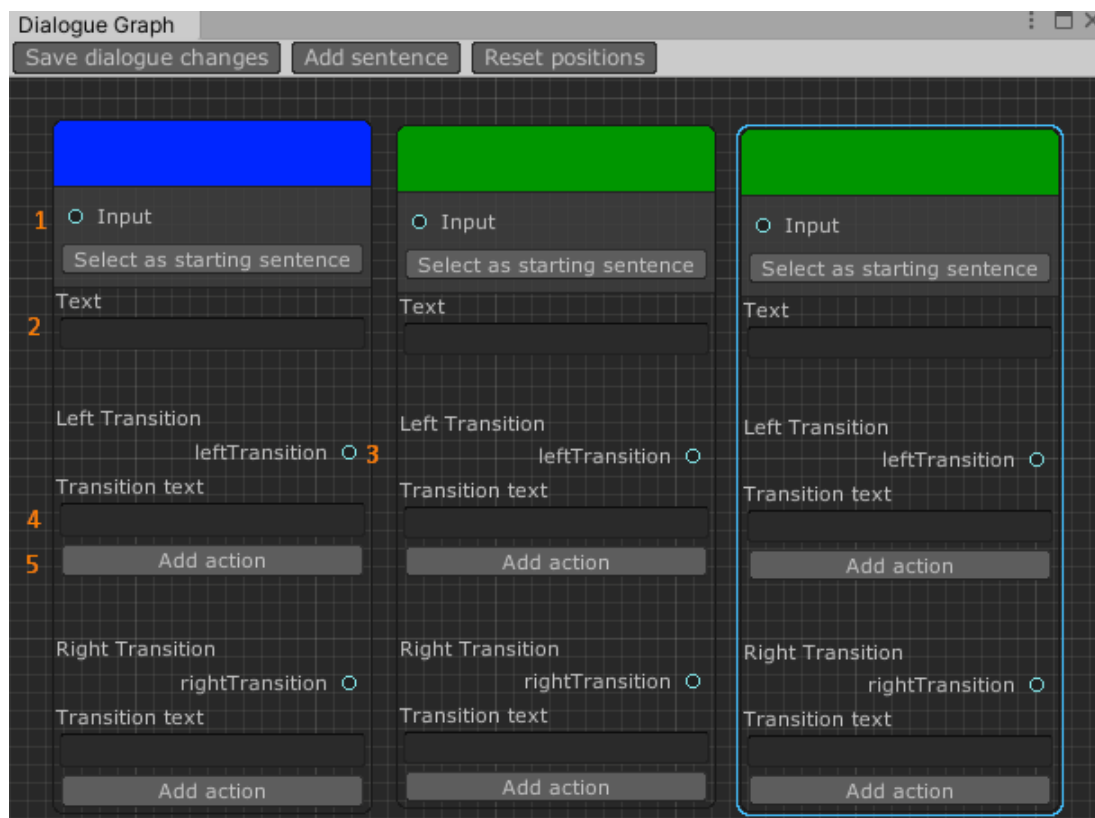 Dialogue Graph
Save dialogue changes Add sentence Reset positions
1 Input
Select as starting sentence
Text
2
Left Transition
leftTransition 3
Transition text
4
5 Add action
Right Transition
rightTransition
Transition text
Add action
Input
Select as starting sentence
Text
Left Transition
leftTransition
Transition text
Add action
Right Transition
rightTransition
Transition text
Add action
Input
Select as starting sentence
Text
Left Transition
leftTransition
Transition text
Add action
Right Transition
rightTransition
Transition text
Add action